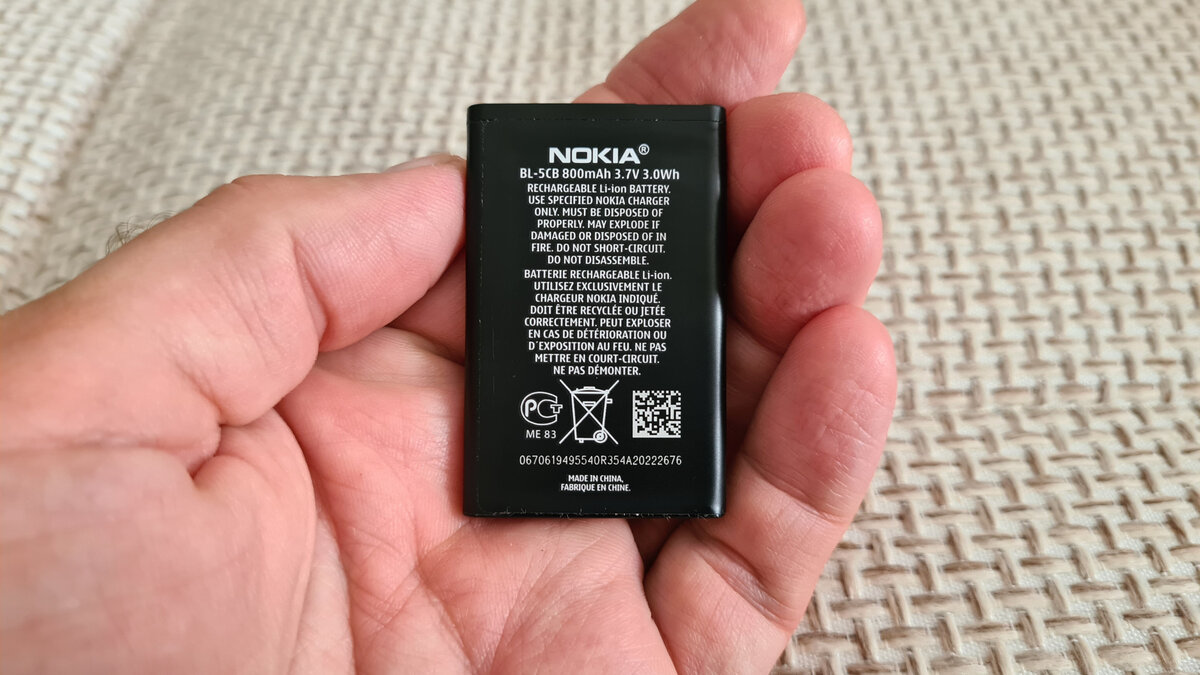 NOKIA®
BL-5CB 800mAh 3.7V 3.0Wh
RECHARGEABLE Li-ion BATTERY.
USE SPECIFIED NOKIA CHARGER
ONLY. MUST BE DISPOSED OF
PROPERLY. MAY EXPLODE IF
DAMAGED OR DISPOSED OF IN
FIRE. DO NOT SHORT-CIRCUIT.
DO NOT DISASSEMBLE.
BATTERIE RECHARGEABLE Li-ion.
UTILISEZ EXCLUSIVEMENT LE
CHARGEUR NOKIA INDIQUÉ.
DOIT ÊTRE RECYCLÉE OU JETÉE
CORRECTEMENT. PEUT EXPLOSER
EN CAS DE DÉTÉRIORATION OU
D´EXPOSITION AU FEU. NE PAS
METTRE EN COURT-CIRCUIT.
NE PAS DÉMONTER.
PCT
ME 83
0670619495540R354A20222676
MADE IN CHINA.
FABRIQUE EN CHINE.